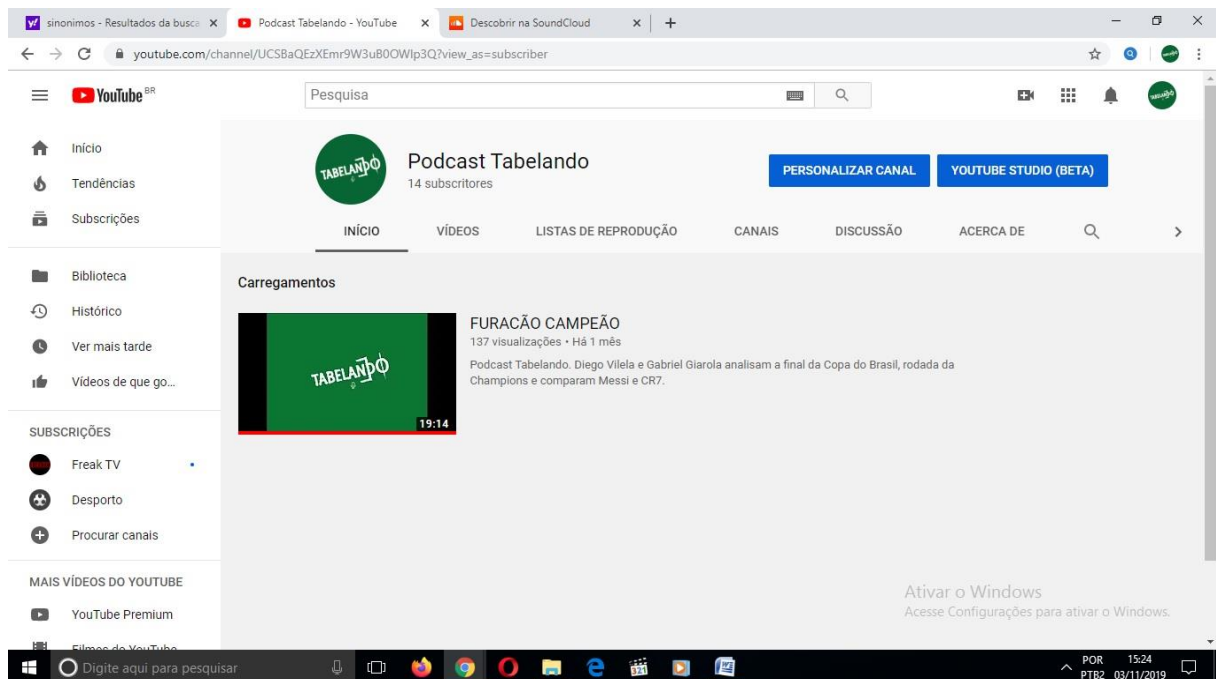 sinonimos - Resultados da busca
Podcast Tabelando - YouTube
Descobrir na SoundCloud
youtube.com/channel/UCSBaQEzXEmr9W3uB0OWIp3Q?view_as=subscriber
YouTube BR
Pesquisa
Início
Tendências
Subscrições
Biblioteca
Histórico
Ver mais tarde
Vídeos de que go...
SUBSCRIÇÕES
Freak TV
Desporto
Procurar canais
MAIS VÍDEOS DO YOUTUBE
YouTube Premium
Filmes do YouTube
TABELANDO
Podcast Tabelando
14 subscritores
PERSONALIZAR CANAL
YOUTUBE STUDIO (BETA)
INÍCIO VÍDEOS LISTAS DE REPRODUÇÃO CANAIS DISCUSSÃO ACERCA DE
Carregamentos
TABELANDO
19:14
FURACÃO CAMPEÃO
137 visualizações • Há 1 mês
Podcast Tabelando. Diego Vilela e Gabriel Giarola analisam a final da Copa do Brasil, rodada da
Champions e comparam Messi e CR7.
Ativar o Windows
Acesse Configurações para ativar o Windows.
Digite aqui para pesquisar
POR 15:24
PTB2 03/11/2019